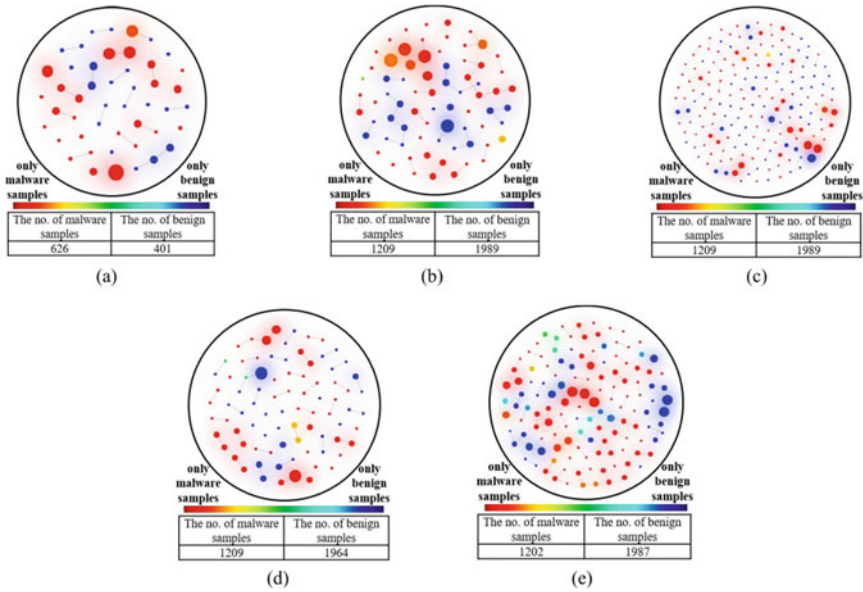 only malware samples
only benign samples
The no. of malware samples
The no. of benign samples
626
401
(a)
only malware samples
only benign samples
The no. of malware samples
The no. of benign samples
1209
1989
(b)
only malware samples
only benign samples
The no. of malware samples
The no. of benign samples
1209
1989
(c)
only malware samples
only benign samples
The no. of malware samples
The no. of benign samples
1209
1964
(d)
only malware samples
only benign samples
The no. of malware samples
The no. of benign samples
1202
1987
(e)